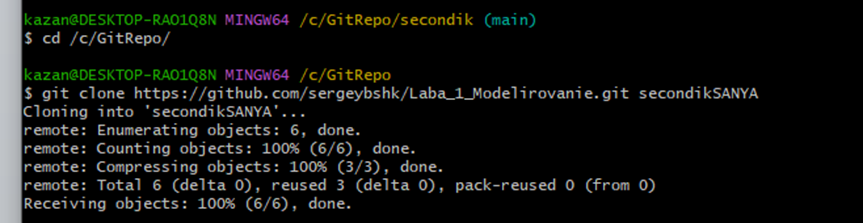 kazan@DESKTOP-RAO1Q8N MINGW64 /c/GitRepo/secondik (main)
$ cd /c/GitRepo/
kazan@DESKTOP-RAO1Q8N MINGW64 /c/GitRepo
$ git clone https://github.com/sergeybshk/Laba_1_Modelirovanie.git secondikSANYA
Cloning into 'secondikSANYA'...
remote: Enumerating objects: 6, done.
remote: Counting objects: 100% (6/6), done.
remote: Compressing objects: 100% (3/3), done.
remote: Total 6 (delta 0), reused 3 (delta 0), pack-reused 0 (from 0)
Receiving objects: 100% (6/6), done.